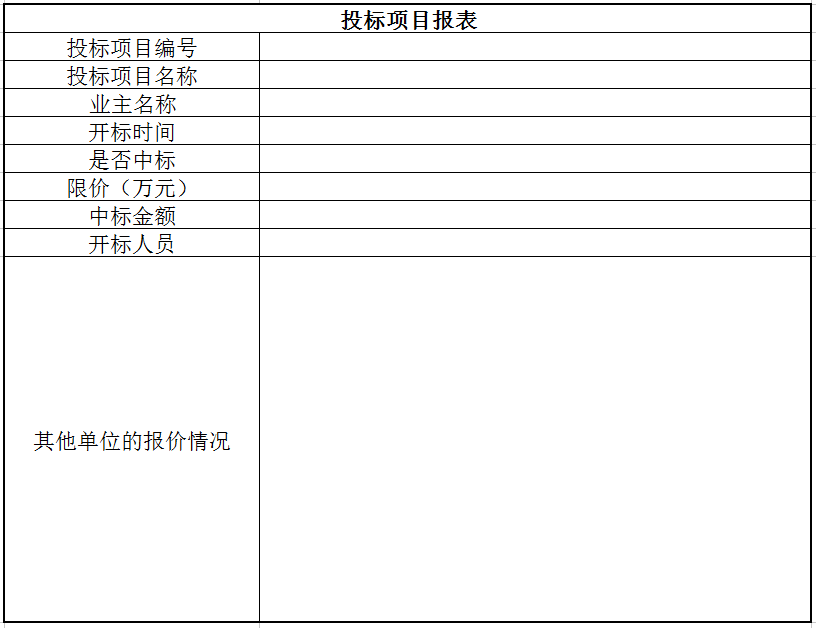 投标项目报表
投标项目编号
投标项目名称
业主名称
开标时间
是否中标
限价（万元）
中标金额
开标人员
其他单位的报价情况